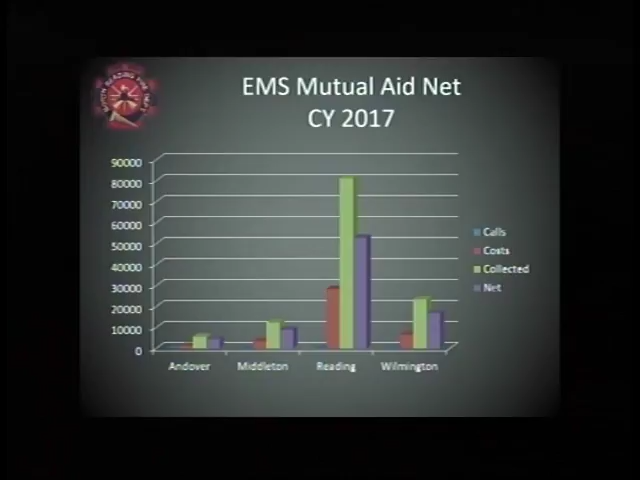 EMS Mutual Aid Net
CY 2017
90000
80000
70000
60000
50000
40000
30000
20000
10000
0
Andover
Middleton
Reading
Wilmington
Calls
Costs
Collected
Net